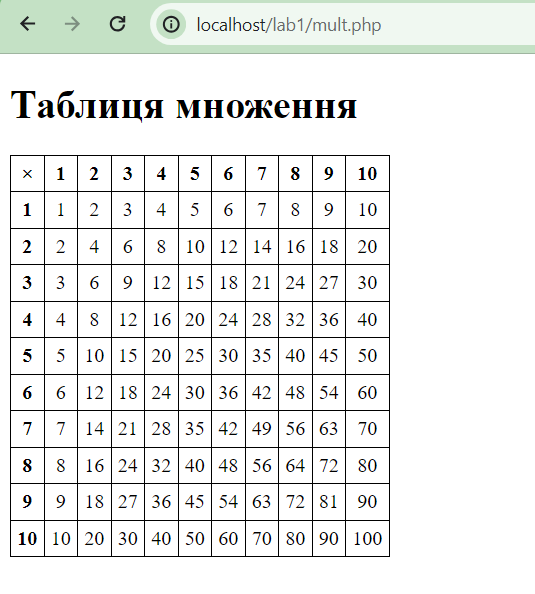 localhost/lab1/mult.php
Таблиця множення
× 1 2 3 4 5 6 7 8 9 10
1 1 2 3 4 5 6 7 8 9 10
2 2 4 6 8 10 12 14 16 18 20
3 3 6 9 12 15 18 21 24 27 30
4 4 8 12 16 20 24 28 32 36 40
5 5 10 15 20 25 30 35 40 45 50
6 6 12 18 24 30 36 42 48 54 60
7 7 14 21 28 35 42 49 56 63 70
8 8 16 24 32 40 48 56 64 72 80
9 9 18 27 36 45 54 63 72 81 90
10 10 20 30 40 50 60 70 80 90 100